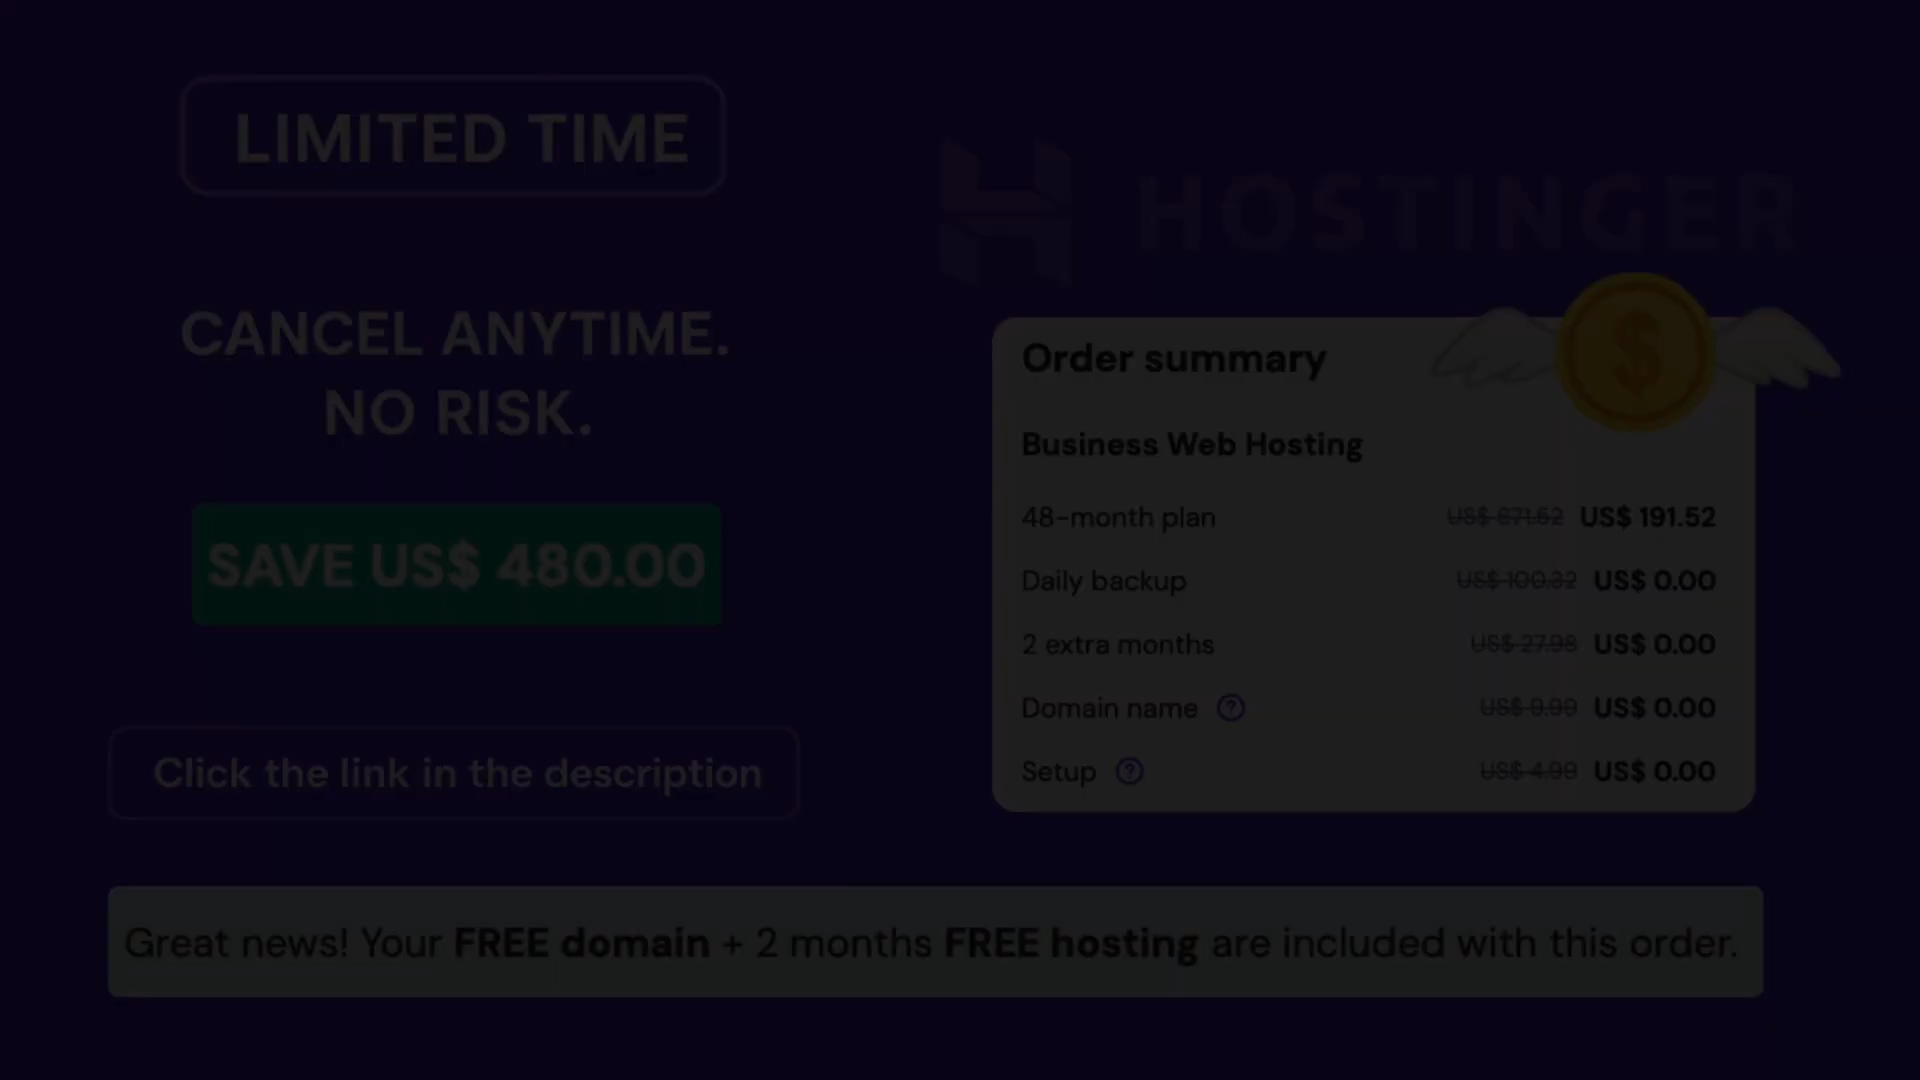 LIMITED TIME
CANCEL ANYTIME.
NO RISK.
SAVE US$ 480.00
Click the link in the description
HOSTINGER
Order summary
Business Web Hosting
48-month plan US$ 671.52 US$ 191.52
Daily backup US$ 100.32 US$ 0.00
2 extra months US$ 27.98 US$ 0.00
Domain name ? US$ 9.99 US$ 0.00
Setup ? US$ 4.99 US$ 0.00
Great news! Your FREE domain + 2 months FREE hosting are included with this order.